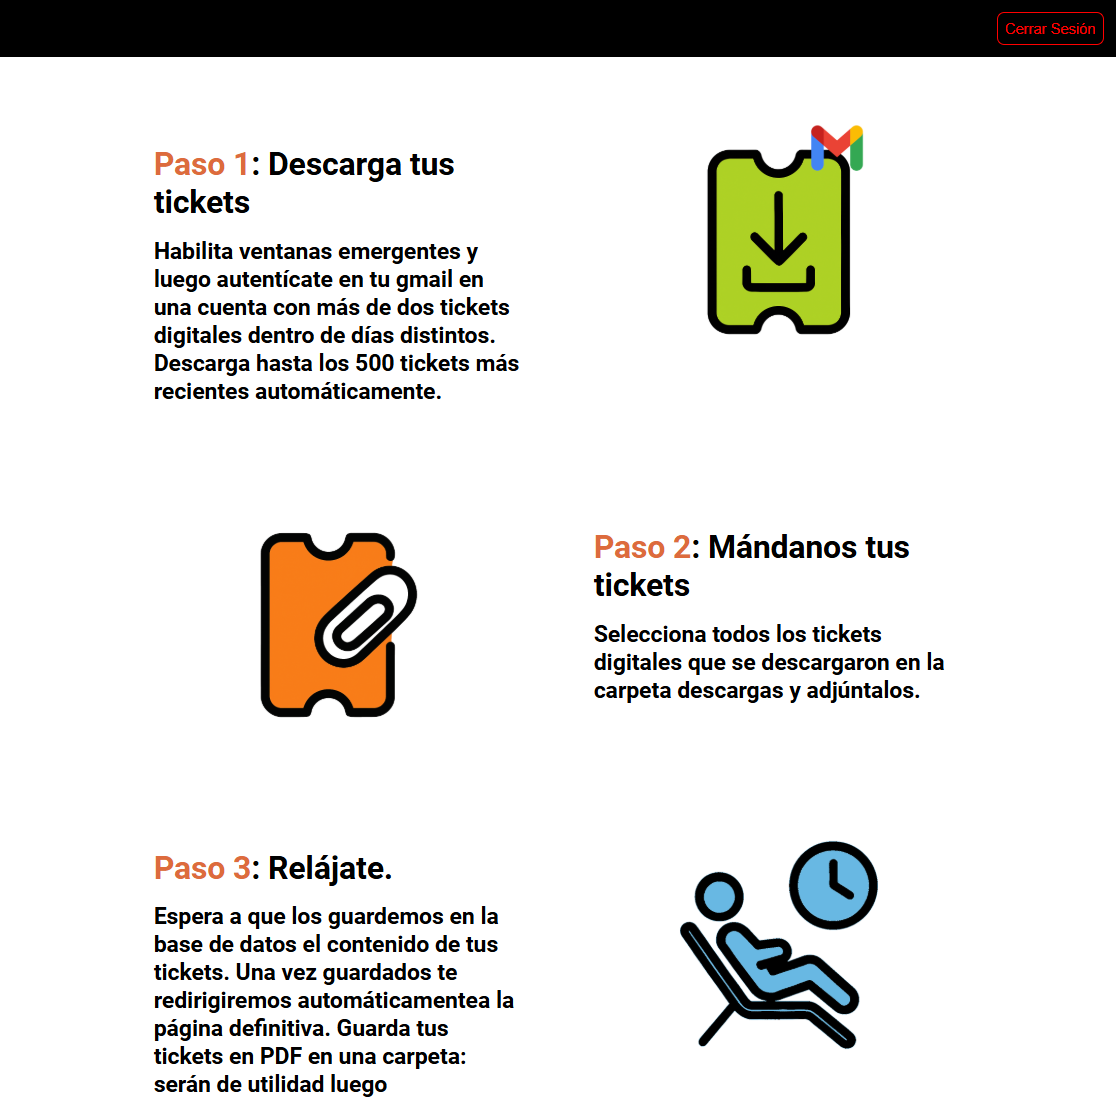 Cerrar Sesión
Paso 1: Descarga tus
tickets
Habilita ventanas emergentes y
luego autentícate en tu gmail en
una cuenta con más de dos tickets
digitales dentro de días distintos.
Descarga hasta los 500 tickets más
recientes automáticamente.
Paso 2: Mándanos tus
tickets
Selecciona todos los tickets
digitales que se descargaron en la
carpeta descargas y adjúntalos.
Paso 3: Relájate.
Espera a que los guardemos en la
base de datos el contenido de tus
tickets. Una vez guardados te
redirigiremos automáticamentea la
página definitiva. Guarda tus
tickets en PDF en una carpeta:
serán de utilidad luego